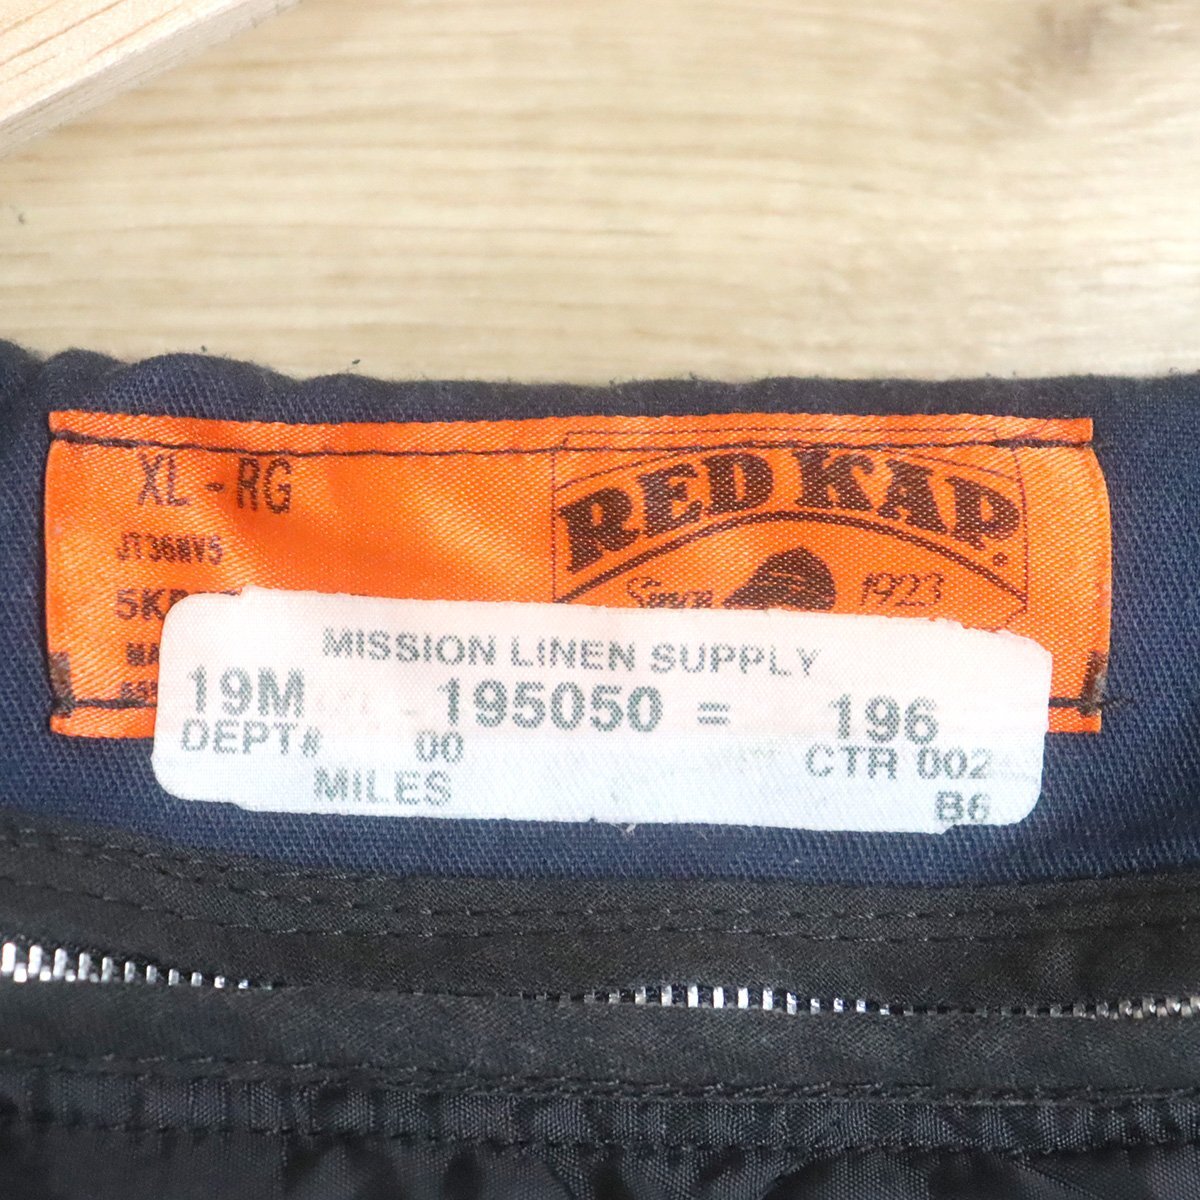 XL - RG
RED KAP.
JT36NV5
Since 1923
MISSION LINEN SUPPLY
19M 195050 = 196
DEPT# 00 CTR 002
MILES B6